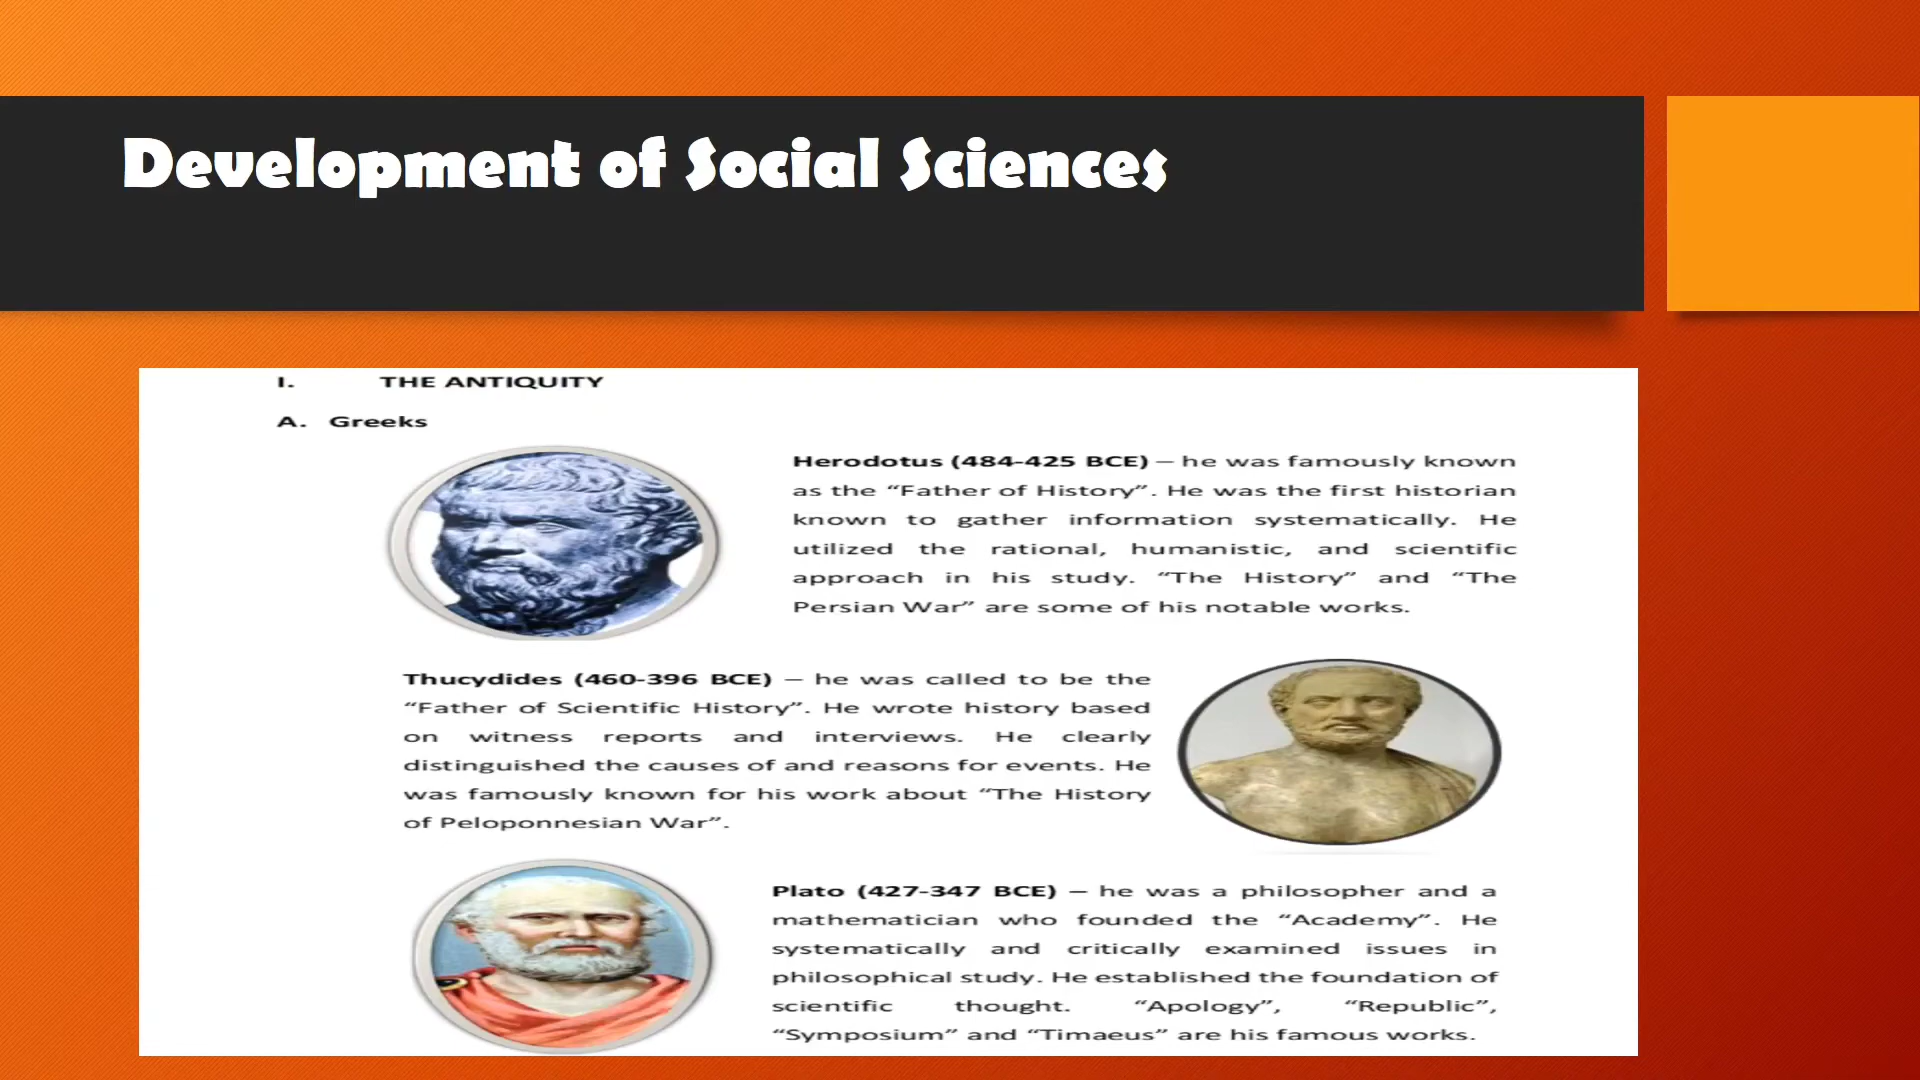 Development of Social Sciences
I. THE ANTIQUITY
A. Greeks
Herodotus (484-425 BCE) – he was famously known
as the “Father of History”. He was the first historian
known to gather information systematically. He
utilized the rational, humanistic, and scientific
approach in his study. “The History” and “The
Persian War” are some of his notable works.
Thucydides (460-396 BCE) – he was called to be the
“Father of Scientific History”. He wrote history based
on witness reports and interviews. He clearly
distinguished the causes of and reasons for events. He
was famously known for his work about “The History
of Peloponnesian War”.
Plato (427-347 BCE) – he was a philosopher and a
mathematician who founded the “Academy”. He
systematically and critically examined issues in
philosophical study. He established the foundation of
scientific thought. “Apology”, “Republic”,
“Symposium” and “Timaeus” are his famous works.